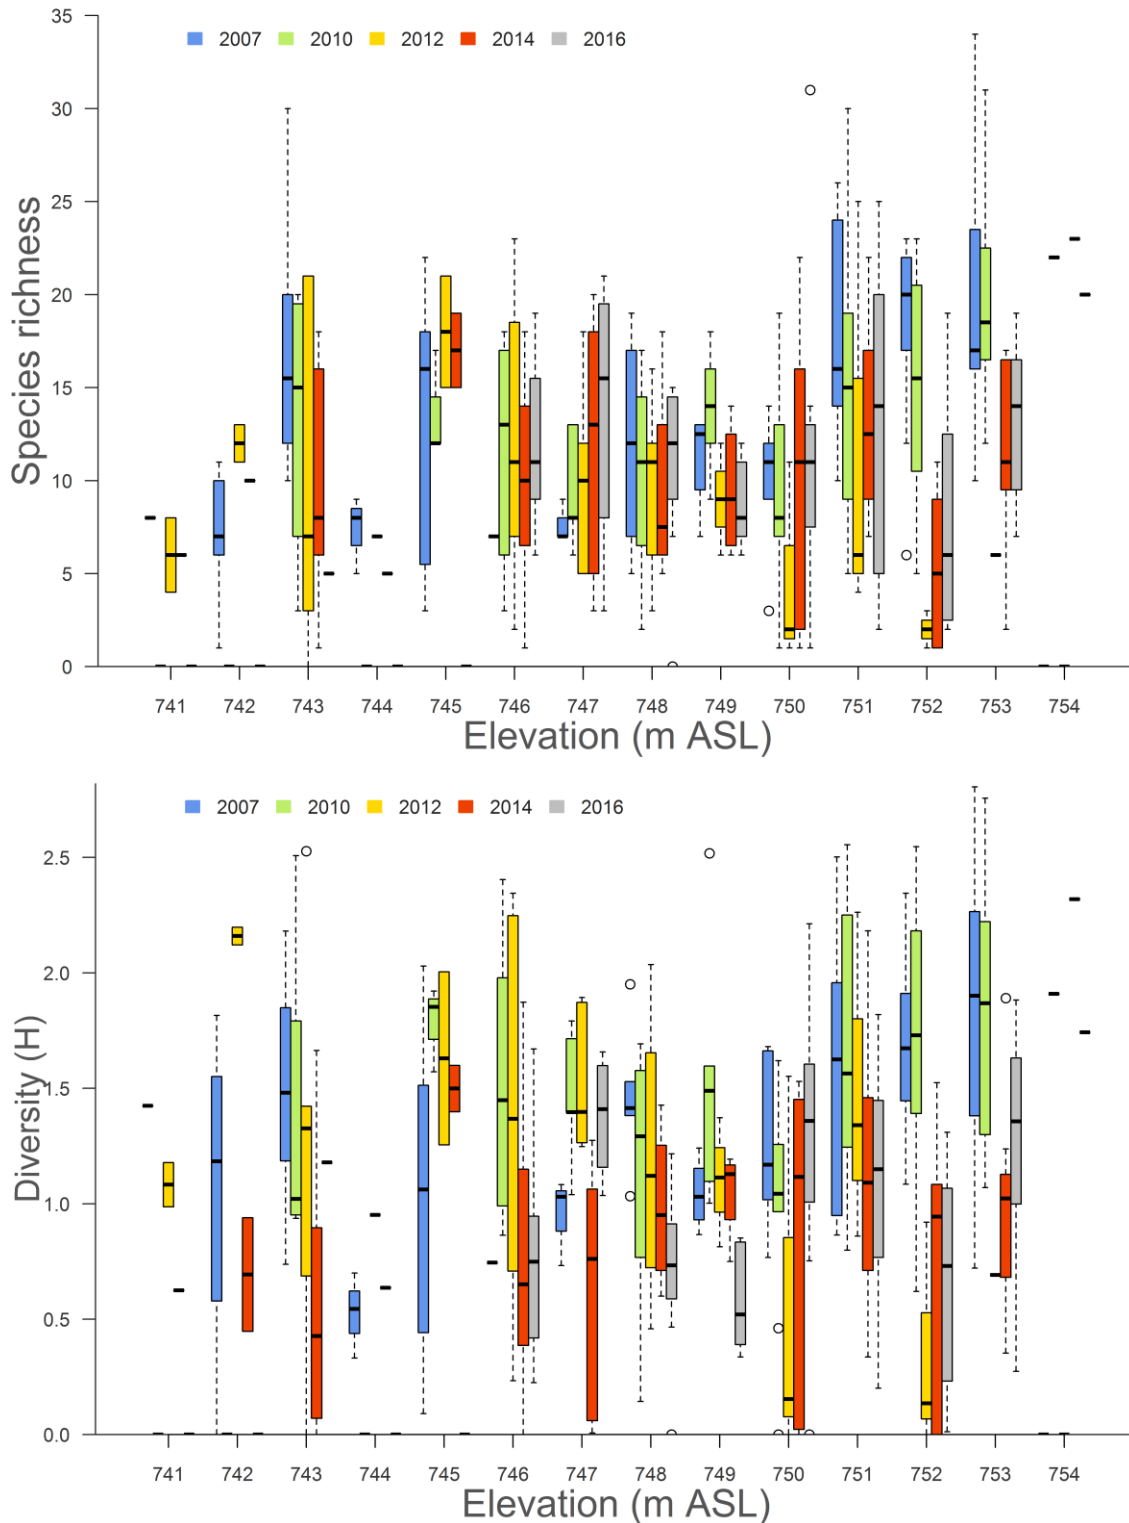 35
2007 2010 2012 2014 2016
30
25
20
15
10
5
0
Species richness
741 742 743 744 745 746 747 748 749 750 751 752 753 754
Elevation (m ASL)
2007 2010 2012 2014 2016
2.5
2.0
1.5
1.0
0.5
0.0
Diversity (H)
741 742 743 744 745 746 747 748 749 750 751 752 753 754
Elevation (m ASL)